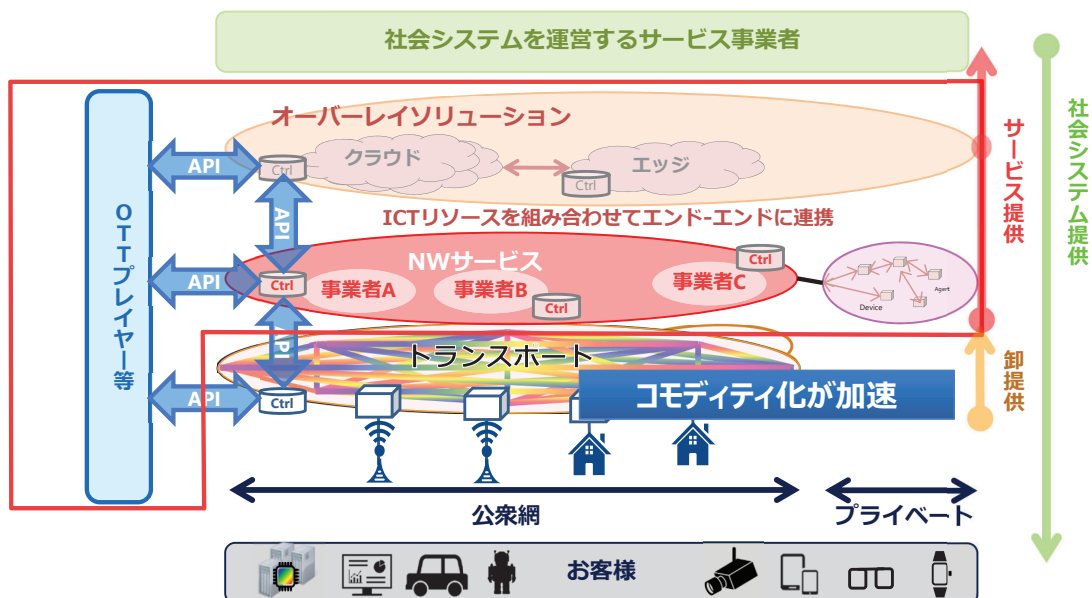 社会システムを運営するサービス事業者
オーバーレイソリューション
クラウド
エッジ
API
Ctrl
Ctrl
API
ICTリソースを組み合わせてエンド-エンドに連携
NWサービス
Ctrl
API
Ctrl
事業者A
事業者B
事業者C
Ctrl
Agert
Device
API
トランスポート
コモディティ化が加速
API
Ctrl
OTTプレイヤー等
サービス提供
卸提供
社会システム提供
公衆網
プライベート
お客様